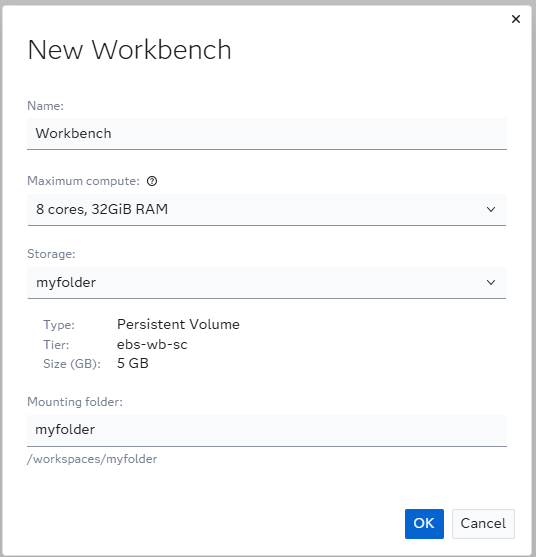 New Workbench
Name:
Workbench
Maximum compute:
8 cores, 32GiB RAM
Storage:
myfolder
Type: Persistent Volume
Tier: ebs-wb-sc
Size (GB): 5 GB
Mounting folder:
myfolder
/workspaces/myfolder
OK Cancel